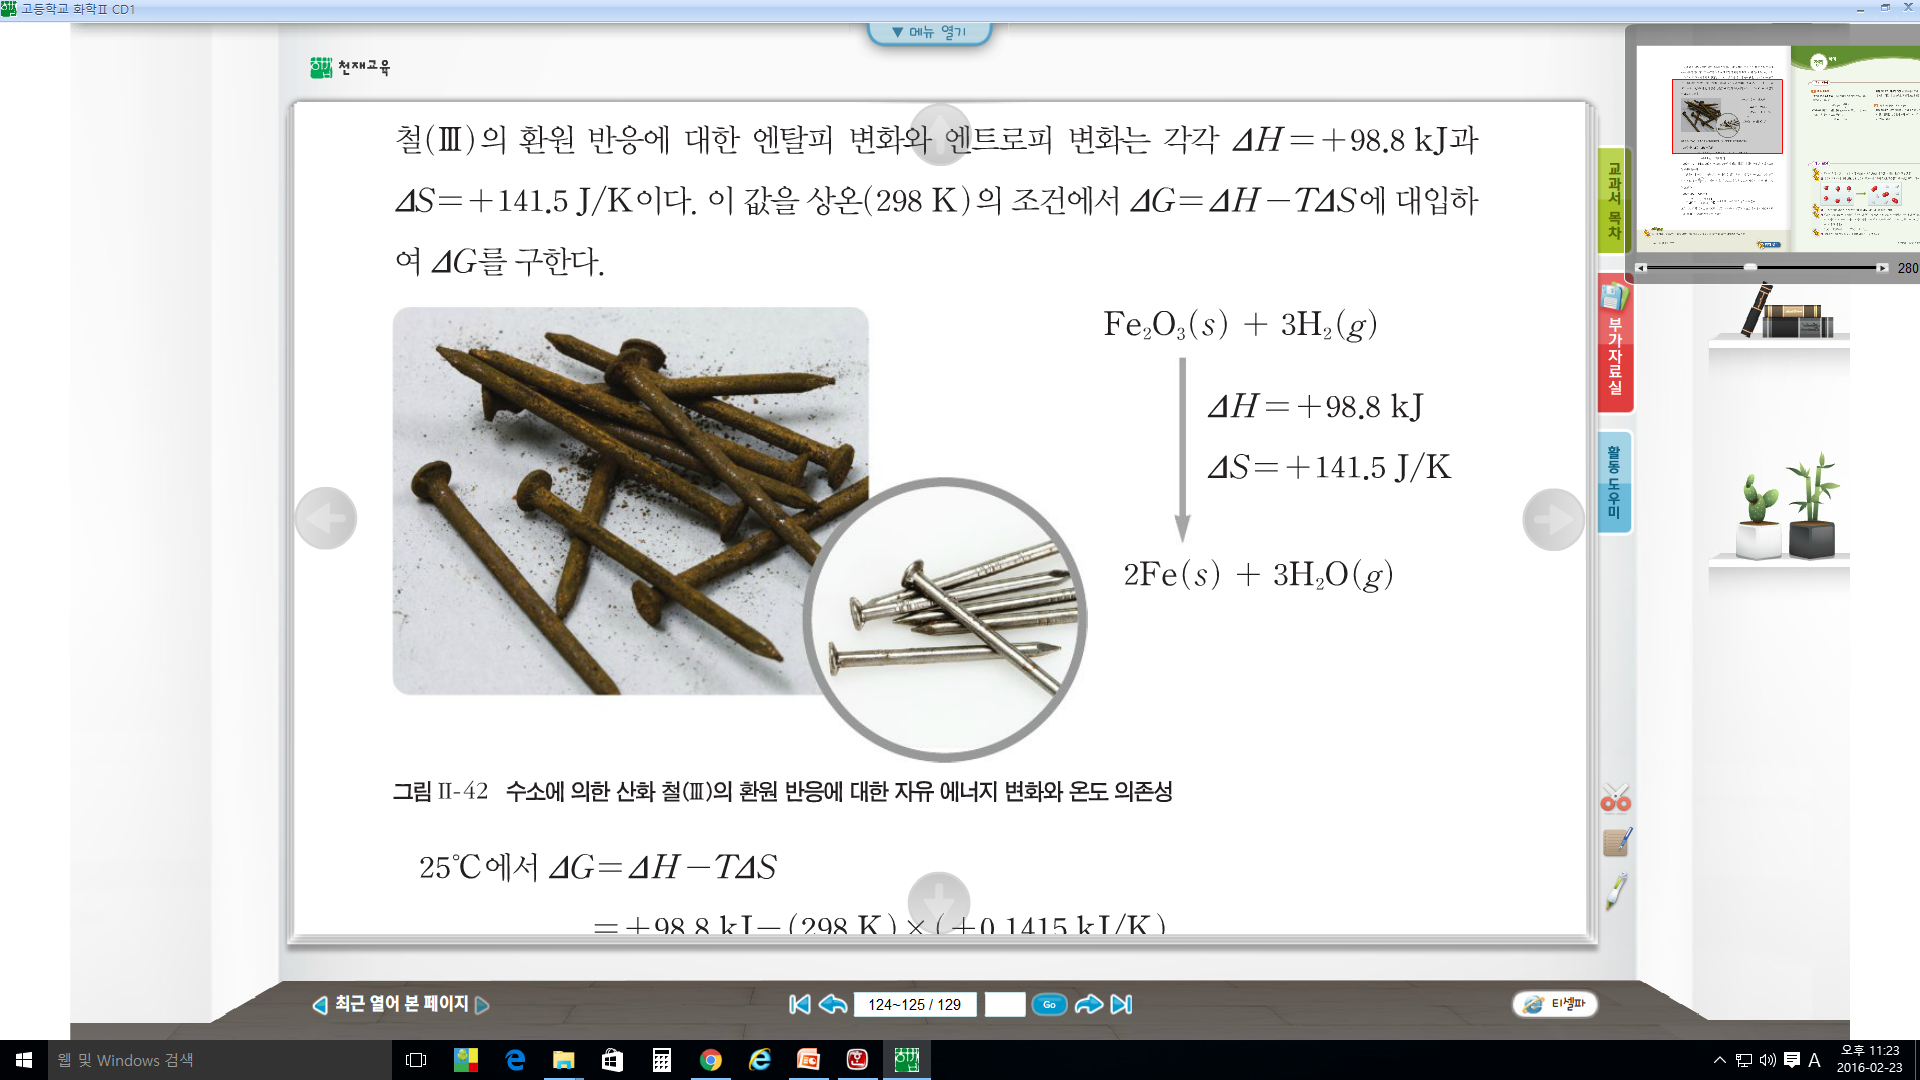 고등학교 화학Ⅱ CD1
▼ 메뉴 열기
천재교육
철(Ⅲ)의 환원 반응에 대한 엔탈피 변화와 엔트로피 변화는 각각 ΔH=+98.8 kJ과
ΔS=+141.5 J/K이다. 이 값을 상온(298 K)의 조건에서 ΔG=ΔH-TΔS에 대입하
여 ΔG를 구한다.
Fe₂O₃(s) + 3H₂(g)
ΔH=+98.8 kJ
ΔS=+141.5 J/K
2Fe(s) + 3H₂O(g)
그림 Ⅱ-42 수소에 의한 산화 철(Ⅲ)의 환원 반응에 대한 자유 에너지 변화와 온도 의존성
25℃에서 ΔG=ΔH-TΔS
=+98.8 kJ-(298 K)×(+0.1415 kJ/K)
교과서 목차
부가자료실
활동 도우미
280
최근 열어 본 페이지
124~125 / 129
Go
티셀파
웹 및 Windows 검색
A
오후 11:23
2016-02-23